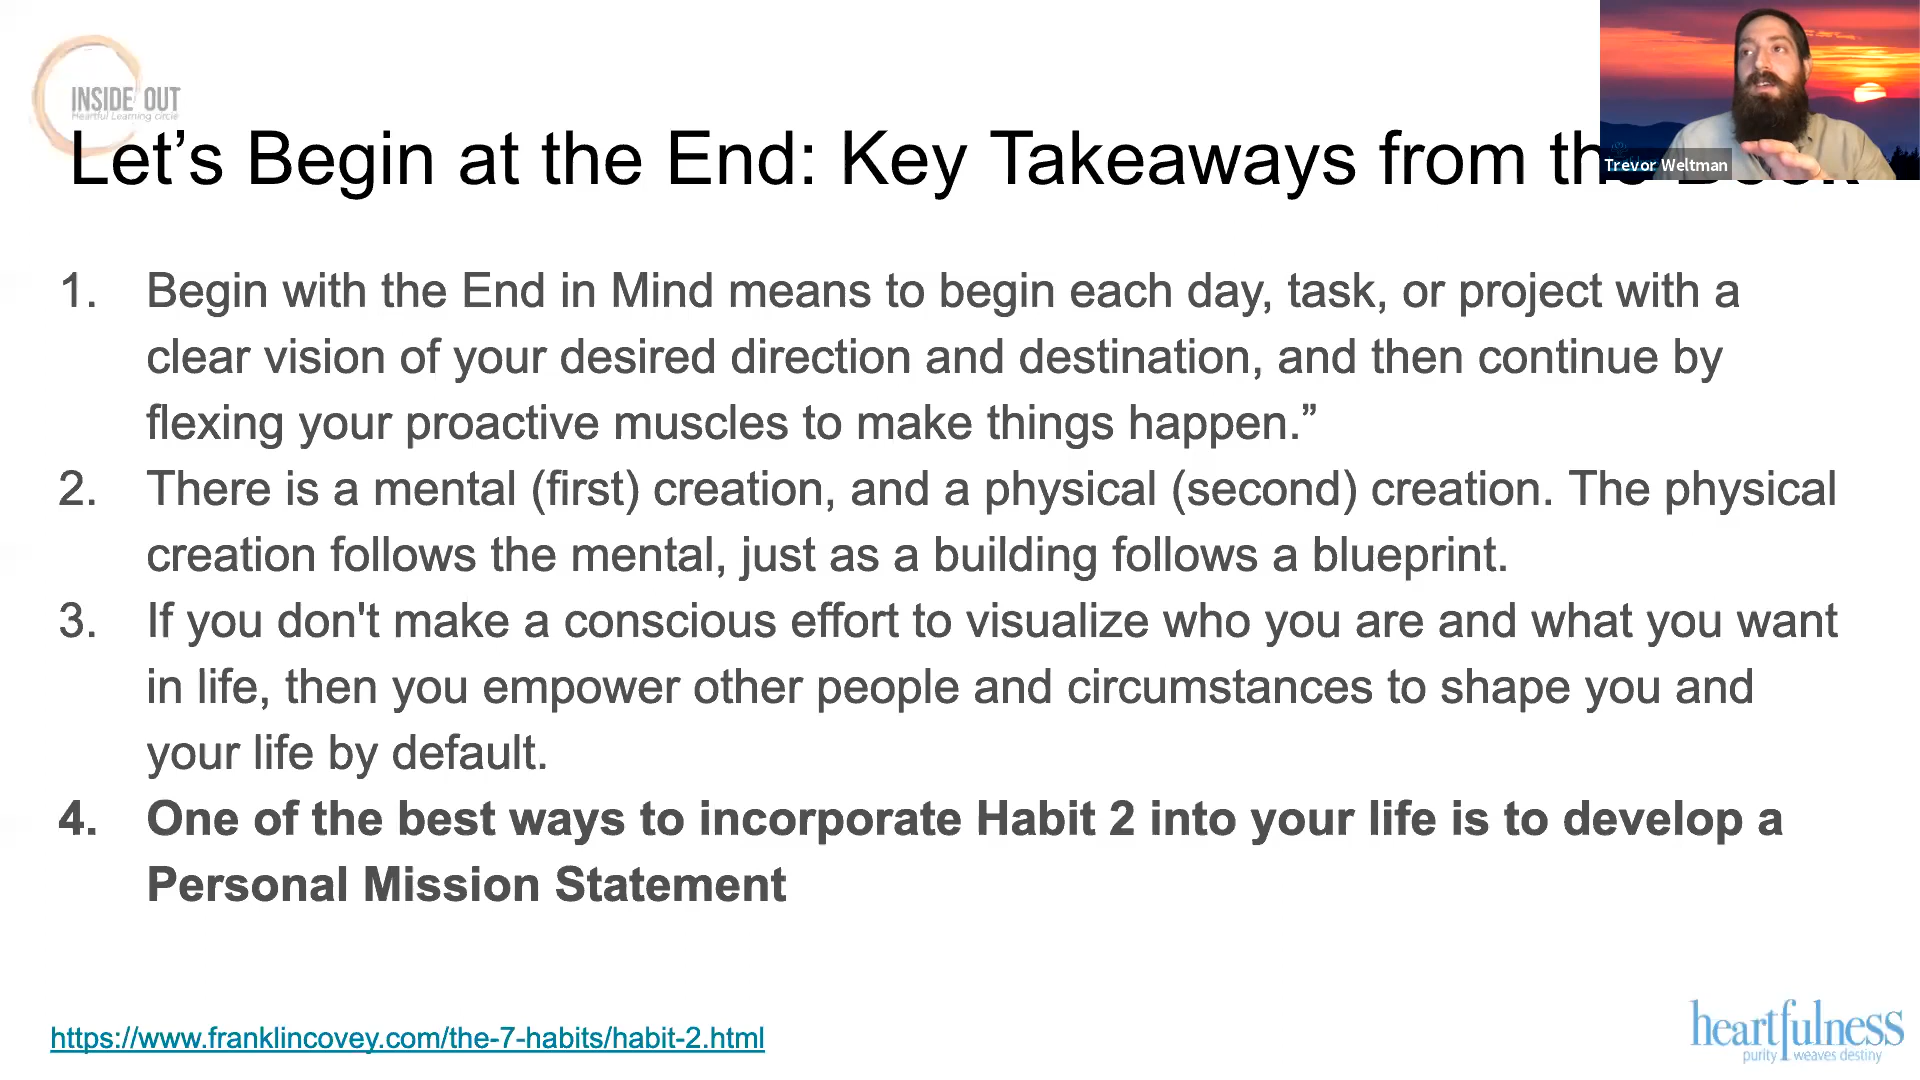 INSIDE OUT
Heartful Learning circle
Let’s Begin at the End: Key Takeaways from the Book
Trevor Weltman
1. Begin with the End in Mind means to begin each day, task, or project with a
clear vision of your desired direction and destination, and then continue by
flexing your proactive muscles to make things happen.”
2. There is a mental (first) creation, and a physical (second) creation. The physical
creation follows the mental, just as a building follows a blueprint.
3. If you don't make a conscious effort to visualize who you are and what you want
in life, then you empower other people and circumstances to shape you and
your life by default.
4. One of the best ways to incorporate Habit 2 into your life is to develop a
Personal Mission Statement
https://www.franklincovey.com/the-7-habits/habit-2.html
heartfulness
purity weaves destiny